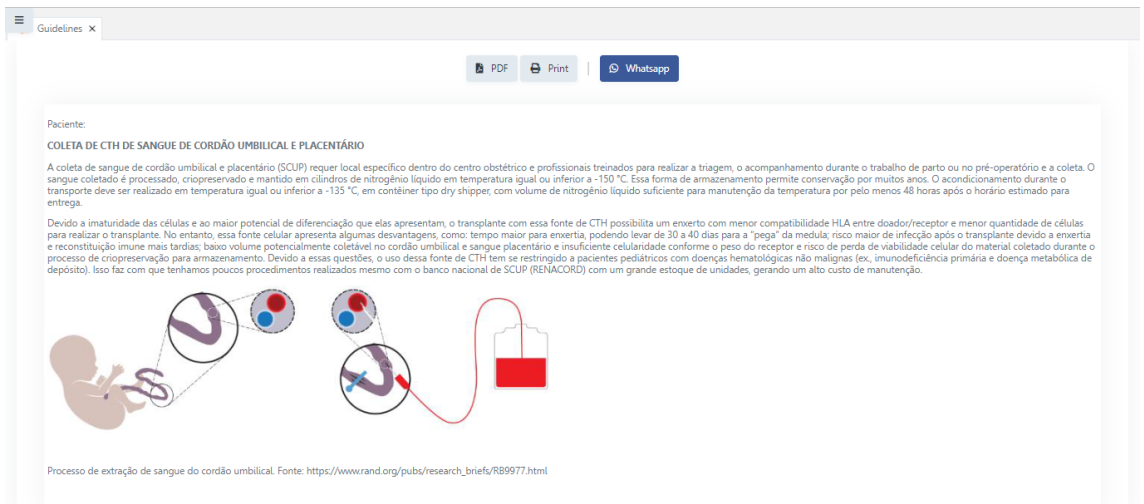 Guidelines ×
PDF Print | Whatsapp
Paciente:
COLETA DE CTH DE SANGUE DE CORDÃO UMBILICAL E PLACENTÁRIO
A coleta de sangue de cordão umbilical e placentário (SCUP) requer local específico dentro do centro obstétrico e profissionais treinados para realizar a triagem, o acompanhamento durante o trabalho de parto ou no pré-operatório e a coleta. O
sangue coletado é processado, criopreservado e mantido em cilindros de nitrogênio líquido em temperatura igual ou inferior a -150 °C. Essa forma de armazenamento permite conservação por muitos anos. O acondicionamento durante o
transporte deve ser realizado em temperatura igual ou inferior a -135 °C, em contêiner tipo dry shipper, com volume de nitrogênio líquido suficiente para manutenção da temperatura por pelo menos 48 horas após o horário estimado para
entrega.
Devido a imaturidade das células e ao maior potencial de diferenciação que elas apresentam, o transplante com essa fonte de CTH possibilita um enxerto com menor compatibilidade HLA entre doador/receptor e menor quantidade de células
para realizar o transplante. No entanto, essa fonte celular apresenta algumas desvantagens, como: tempo maior para enxertia, podendo levar de 30 a 40 dias para a "pega" da medula; risco maior de infecção após o transplante devido a enxertia
e reconstituição imune mais tardias; baixo volume potencialmente coletável no cordão umbilical e sangue placentário e insuficiente celularidade conforme o peso do receptor e risco de perda de viabilidade celular do material coletado durante o
processo de criopreservação para armazenamento. Devido a essas questões, o uso dessa fonte de CTH tem se restringido a pacientes pediátricos com doenças hematológicas não malignas (ex., imunodeficiência primária e doença metabólica de
depósito). Isso faz com que tenhamos poucos procedimentos realizados mesmo com o banco nacional de SCUP (RENACORD) com um grande estoque de unidades, gerando um alto custo de manutenção.
Processo de extração de sangue do cordão umbilical. Fonte: https://www.rand.org/pubs/research_briefs/RB9977.html